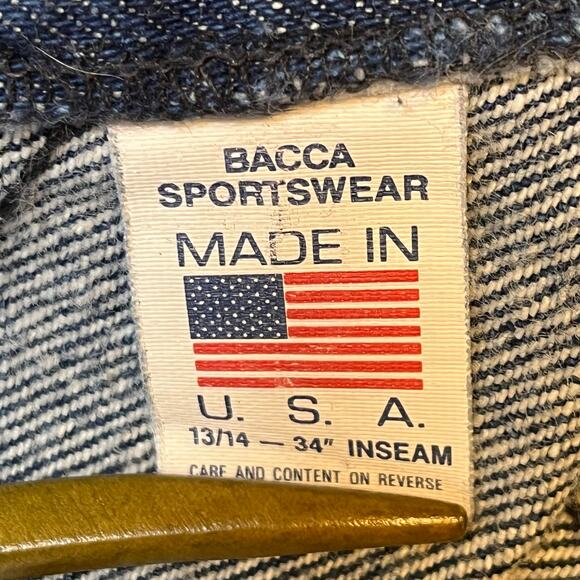 BACCA
SPORTSWEAR
MADE IN
U. S. A.
13/14 — 34" INSEAM
CARE AND CONTENT ON REVERSE